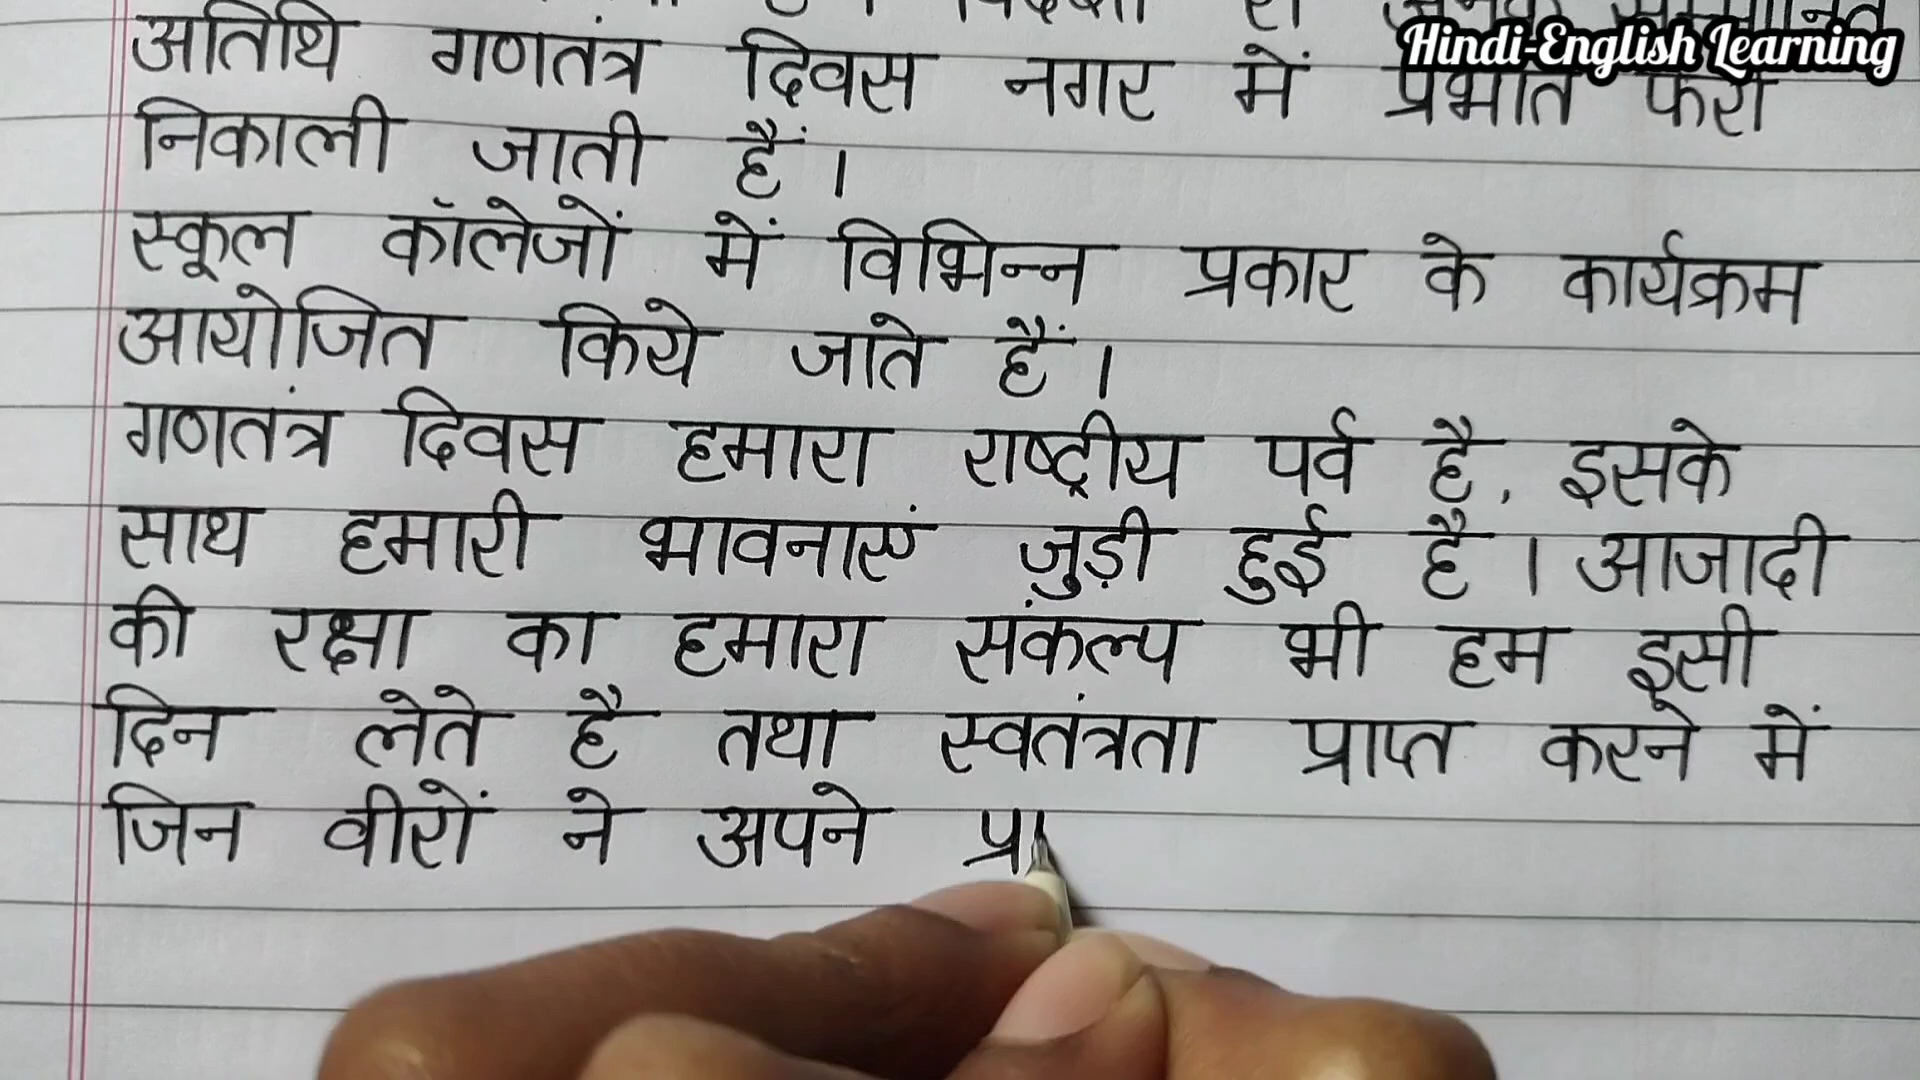 Hindi-English Learning
अतिथि गणतंत्र दिवस नगर में प्रभात फेरी
निकाली जाती हैं।
स्कूल कॉलेजों में विभिन्न प्रकार के कार्यक्रम
आयोजित किये जाते हैं।
गणतंत्र दिवस हमारा राष्ट्रीय पर्व है, इसके
साथ हमारी भावनाएं जुड़ी हुई है। आजादी
की रक्षा का हमारा संकल्प भी हम इसी
दिन लेते है तथा स्वतंत्रता प्राप्त करने में
जिन वीरों ने अपने प्रा